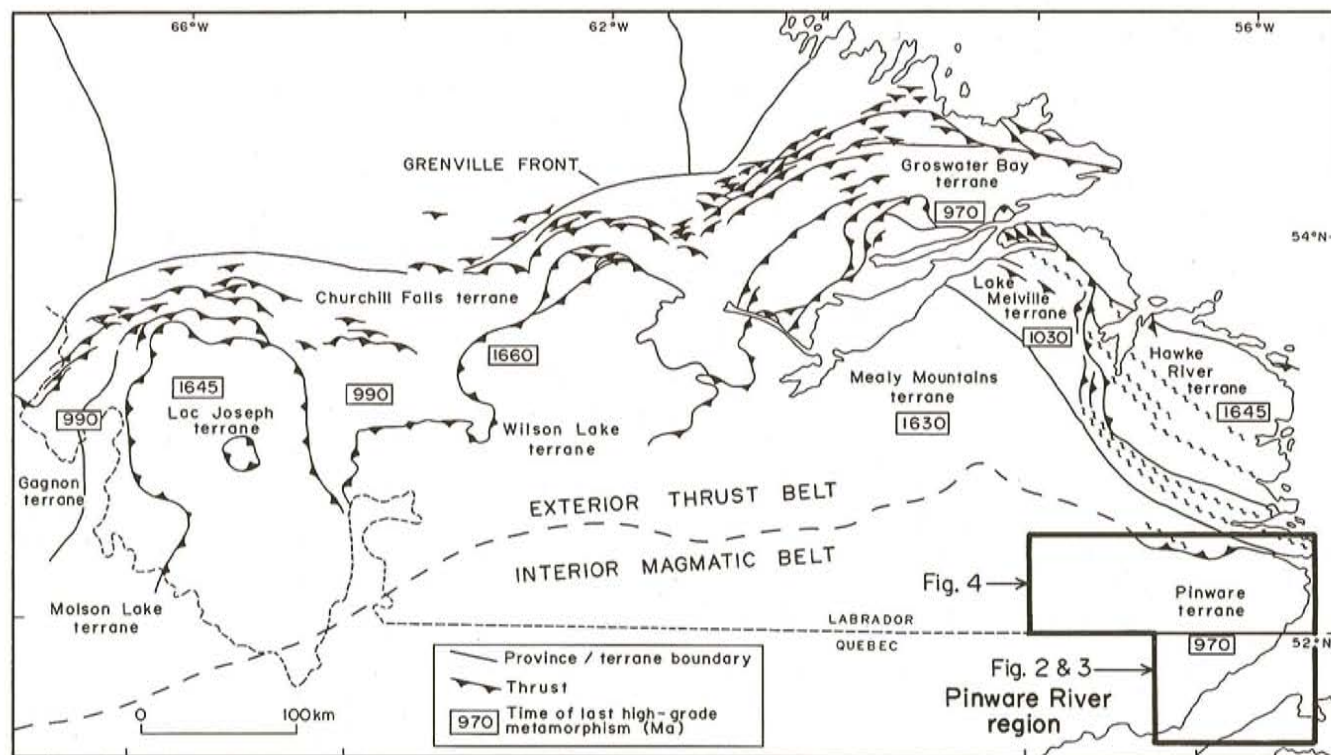 66°W
62°W
56°W
GRENVILLE FRONT
Groswater Bay
terrane
970
54°N
Churchill Falls terrane
Lake
Melville
terrane
1030
Hawke
River
terrane
1645
1660
Mealy Mountains
terrane
1630
1645
Lac Joseph
terrane
990
990
Wilson Lake
terrane
Gagnon
terrane
EXTERIOR THRUST BELT
INTERIOR MAGMATIC BELT
Molson Lake
terrane
Fig. 4
Pinware
terrane
LABRADOR
QUEBEC
970
52°N
Province / terrane boundary
Thrust
970 Time of last high-grade
metamorphism (Ma)
0 100km
Fig. 2 & 3
Pinware River
region